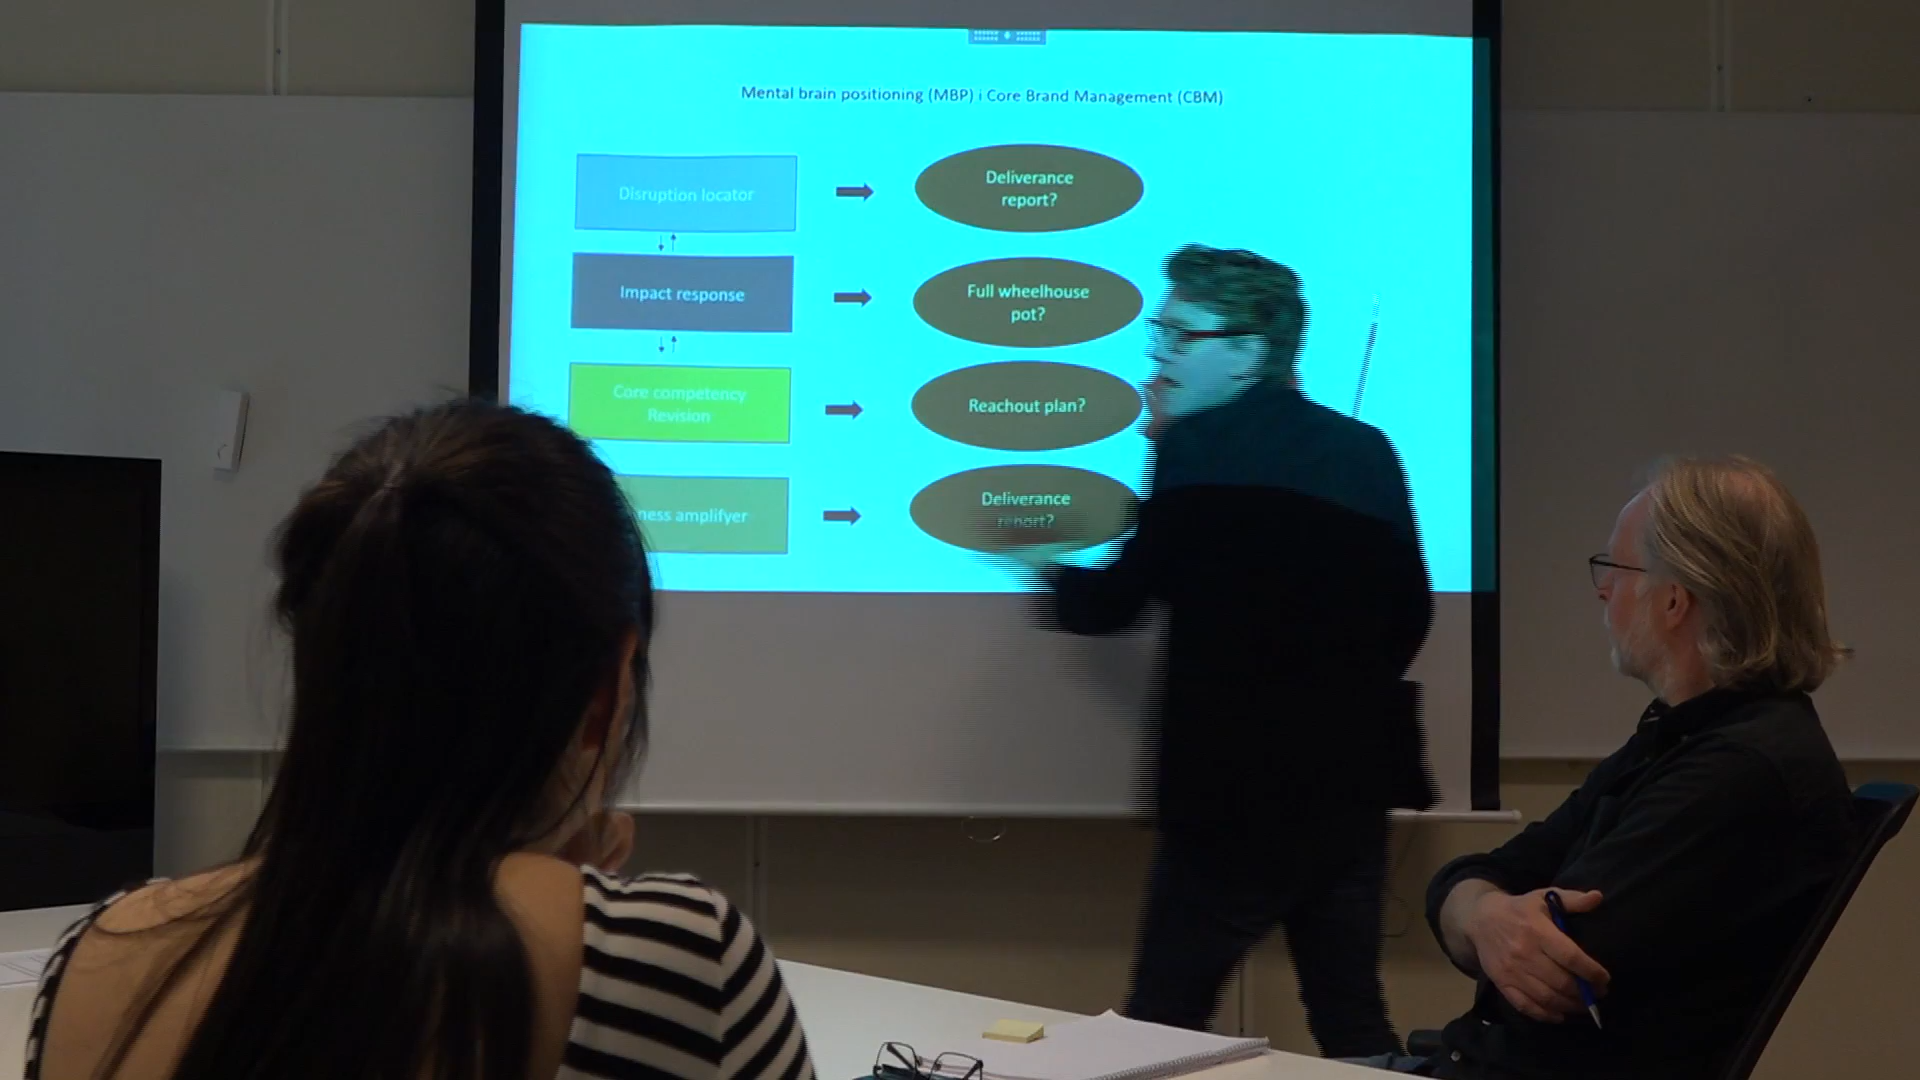 Mental brain positioning (MBP) i Core Brand Management (CBM)
Disruption locator
Deliverance
report?
Impact response
Full wheelhouse
pot?
Core competency
Revision
Reachout plan?
ness amplifyer
Deliverance
report?